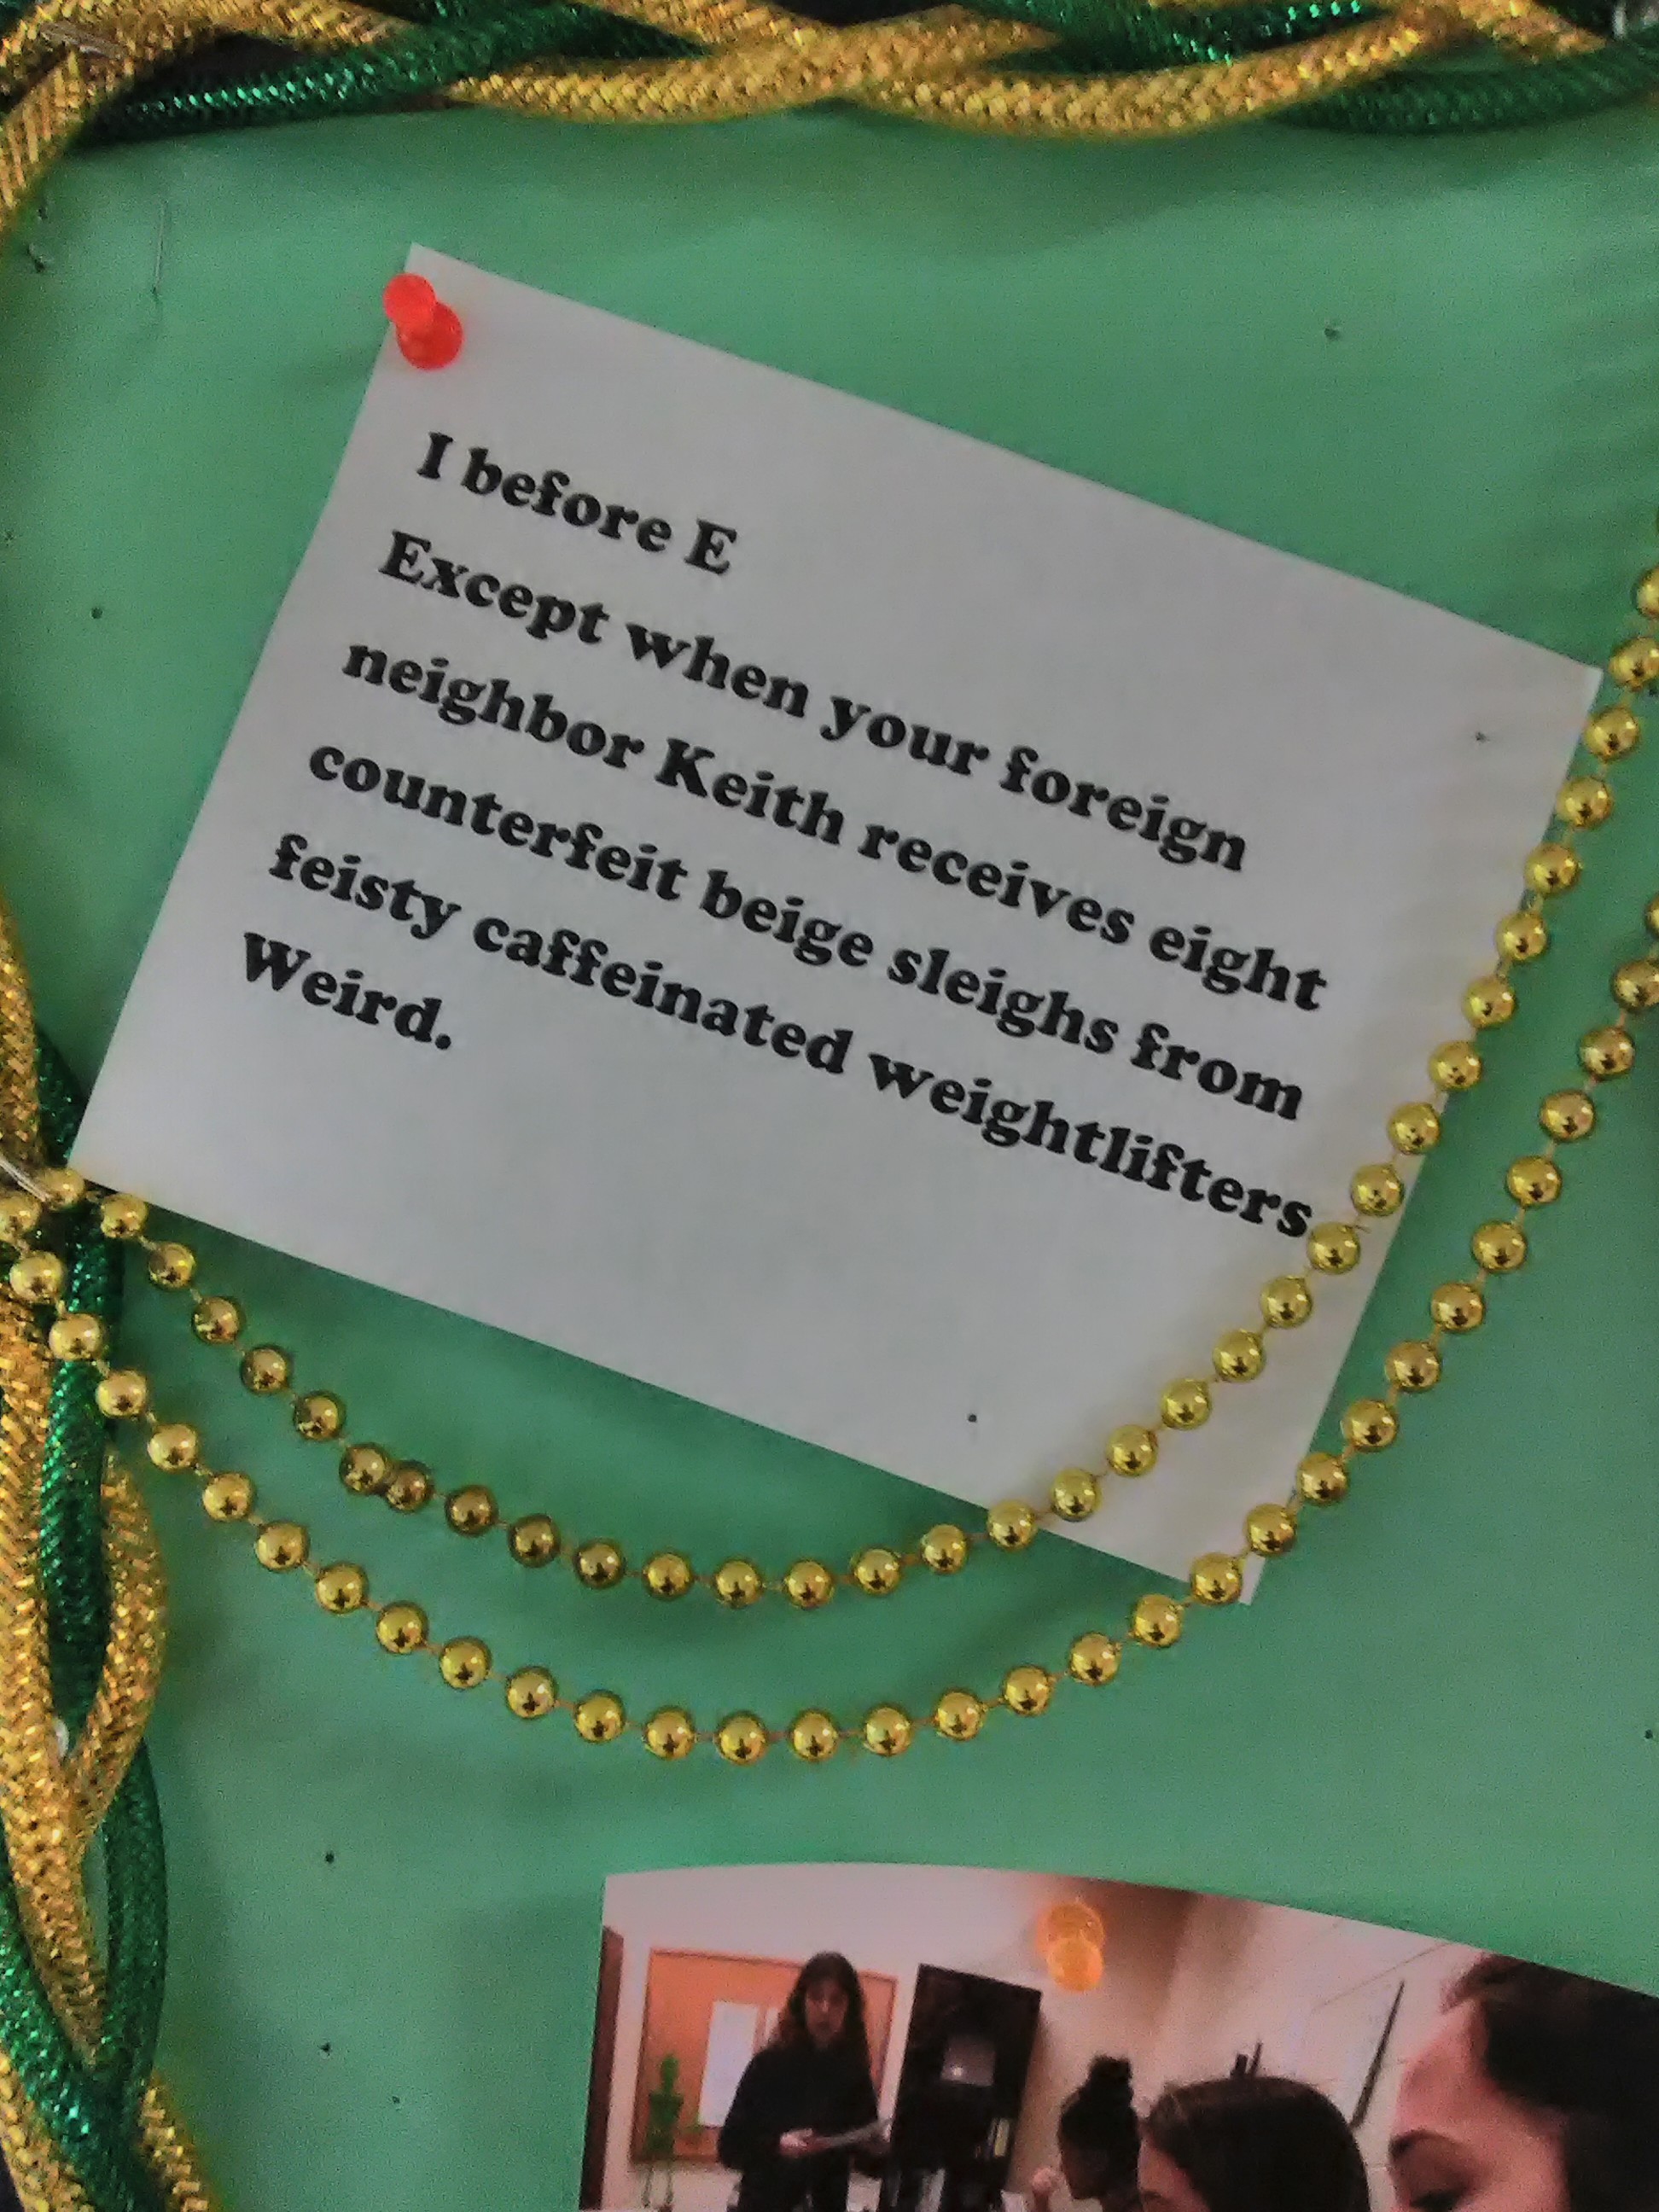 I before E
Except when your foreign
neighbor Keith receives eight
counterfeit beige sleighs from
feisty caffeinated weightlifters
Weird.